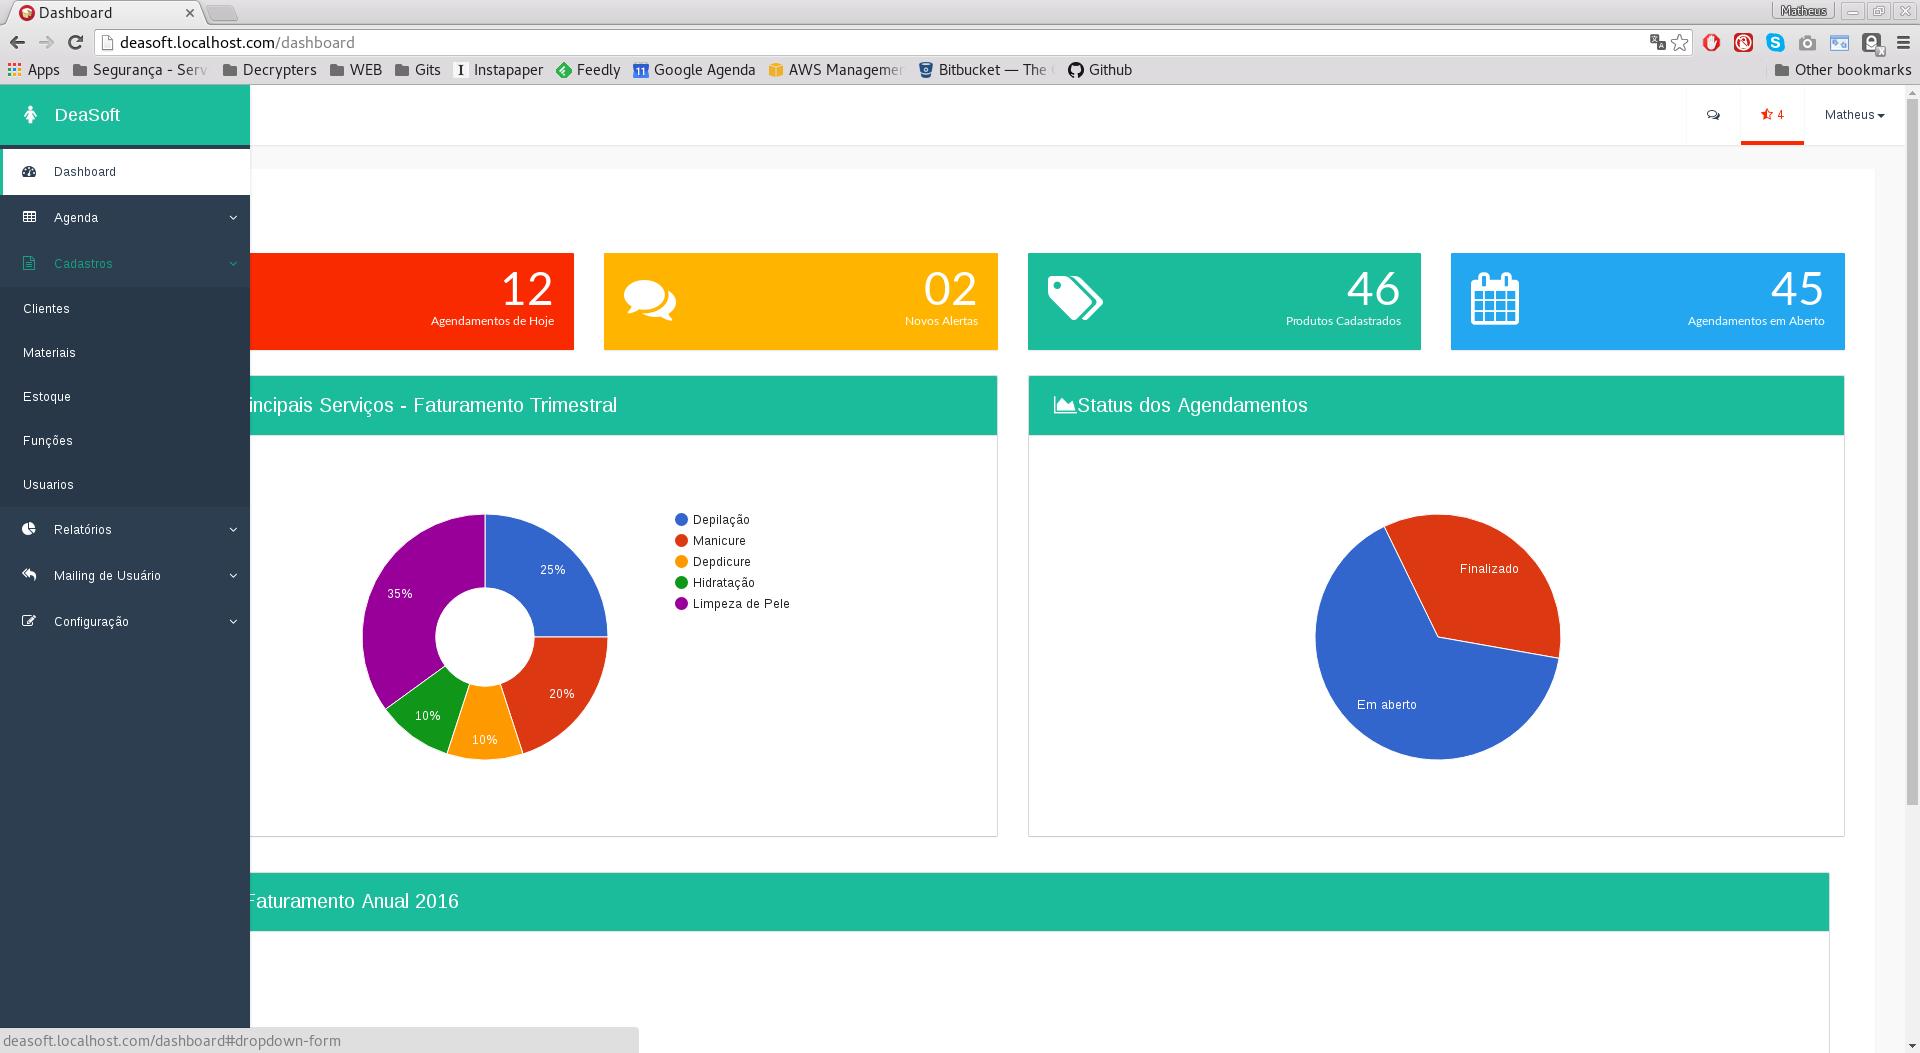 Dashboard
Matheus
deasoft.localhost.com/dashboard
Apps
Segurança - Serv
Decrypters
WEB
Gits
Instapaper
Feedly
Google Agenda
AWS Managemen
Bitbucket — The
Github
Other bookmarks
DeaSoft
4
Matheus
Dashboard
Agenda
Cadastros
Clientes
Materiais
Estoque
Funções
Usuarios
Relatórios
Mailing de Usuário
Configuração
12
Agendamentos de Hoje
02
Novos Alertas
46
Produtos Cadastrados
45
Agendamentos em Aberto
incipais Serviços - Faturamento Trimestral
Status dos Agendamentos
25%
20%
10%
10%
35%
Depilação
Manicure
Depdicure
Hidratação
Limpeza de Pele
Finalizado
Em aberto
Faturamento Anual 2016
deasoft.localhost.com/dashboard#dropdown-form